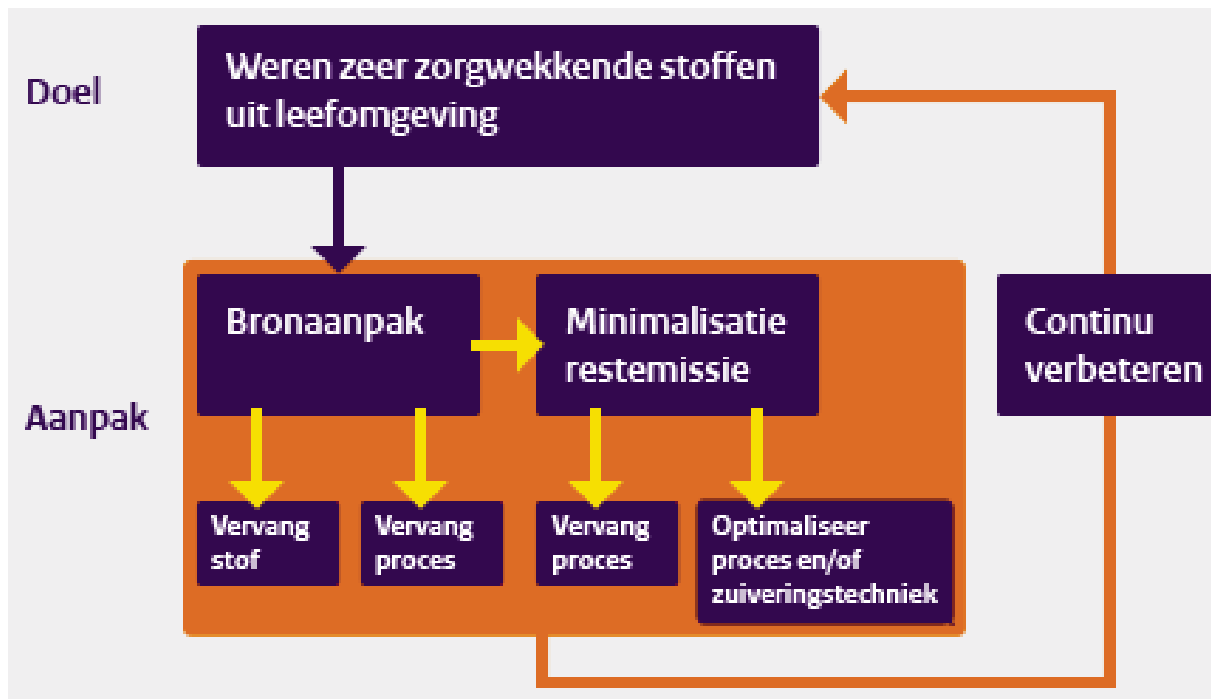 Doel
Weren zeer zorgwekkende stoffen
uit leefomgeving
Aanpak
Bronaanpak
Minimalisatie
restemissie
Continu
verbeteren
Vervang
stof
Vervang
proces
Vervang
proces
Optimaliseer
proces en/of
zuiveringstechniek